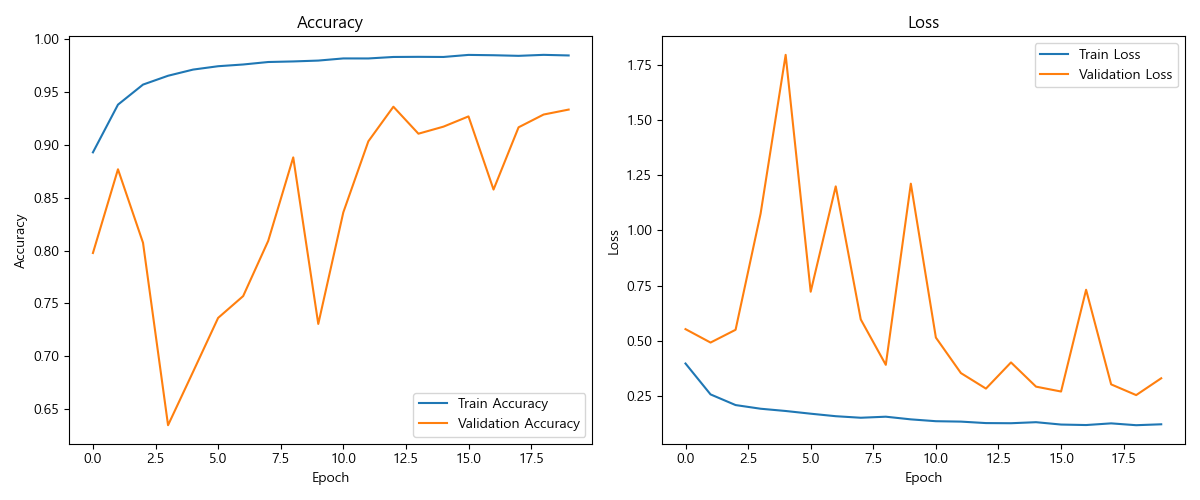 Accuracy
1.00
0.95
0.90
0.85
0.80
0.75
0.70
0.65
Accuracy
Train Accuracy
Validation Accuracy
0.0 2.5 5.0 7.5 10.0 12.5 15.0 17.5
Epoch
Loss
1.75
1.50
1.25
1.00
0.75
0.50
0.25
Loss
Train Loss
Validation Loss
0.0 2.5 5.0 7.5 10.0 12.5 15.0 17.5
Epoch